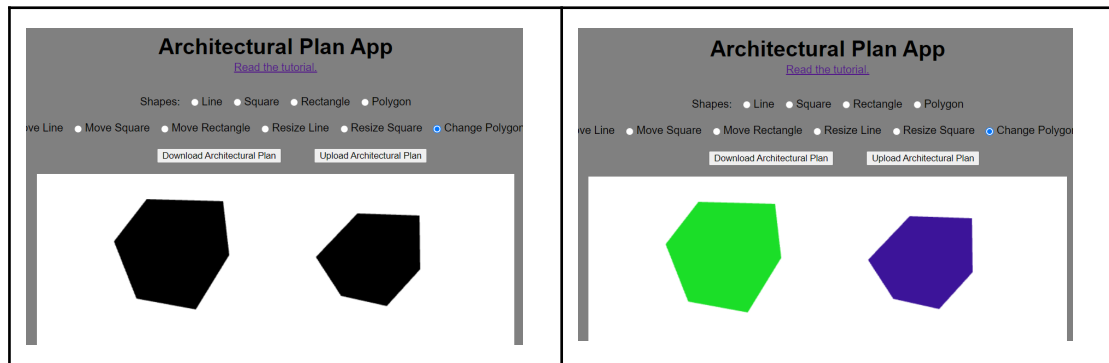 Architectural Plan App
Read the tutorial.
Shapes: Line Square Rectangle Polygon
ve Line Move Square Move Rectangle Resize Line Resize Square Change Polygon
Download Architectural Plan Upload Architectural Plan
Architectural Plan App
Read the tutorial.
Shapes: Line Square Rectangle Polygon
ve Line Move Square Move Rectangle Resize Line Resize Square Change Polygon
Download Architectural Plan Upload Architectural Plan